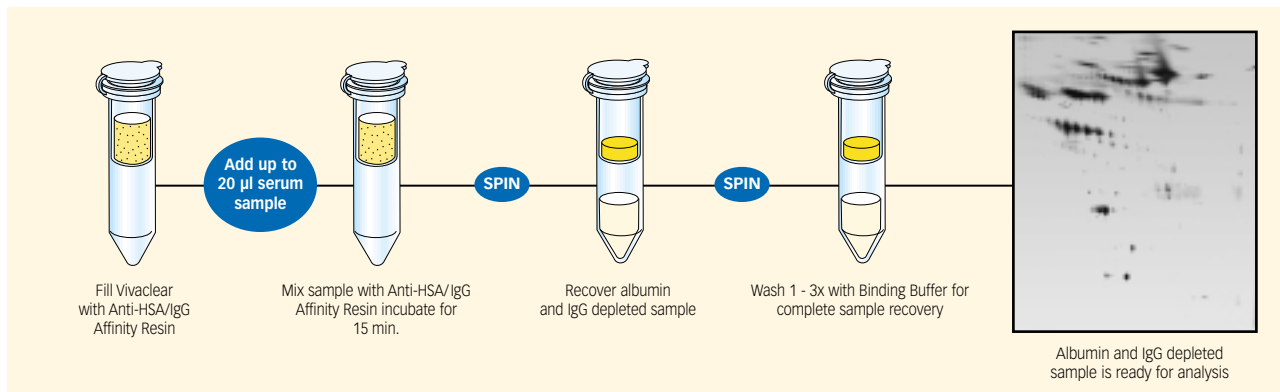 Add up to
20 µl serum
sample
SPIN
SPIN
Fill Vivaclear
with Anti-HSA/IgG
Affinity Resin
Mix sample with Anti-HSA/IgG
Affinity Resin incubate for
15 min.
Recover albumin
and IgG depleted sample
Wash 1 - 3x with Binding Buffer for
complete sample recovery
Albumin and IgG depleted
sample is ready for analysis